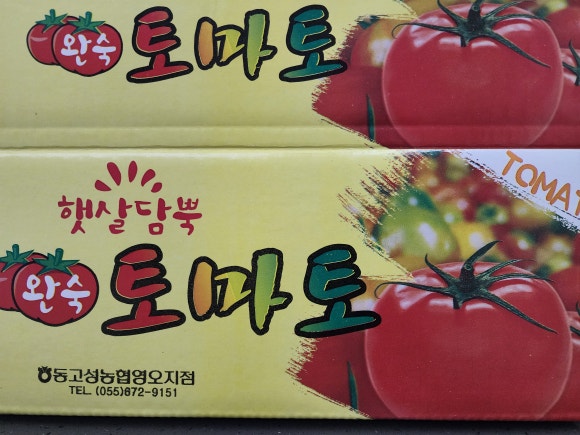 완숙 토마토
TOMAT
햇살담뿍
완숙 토마토
동고성농협영오지점
TEL. (055)672-9151